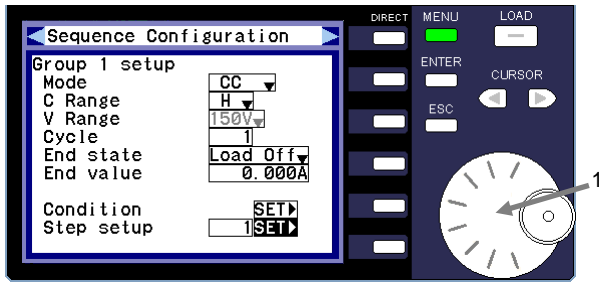 DIRECT MENU LOAD
Sequence Configuration
Group 1 setup
Mode CC
C Range H
V Range 150V
Cycle 1
End state Load Off
End value 0.000A
Condition SET
Step setup 1 SET
ENTER
CURSOR
ESC
1